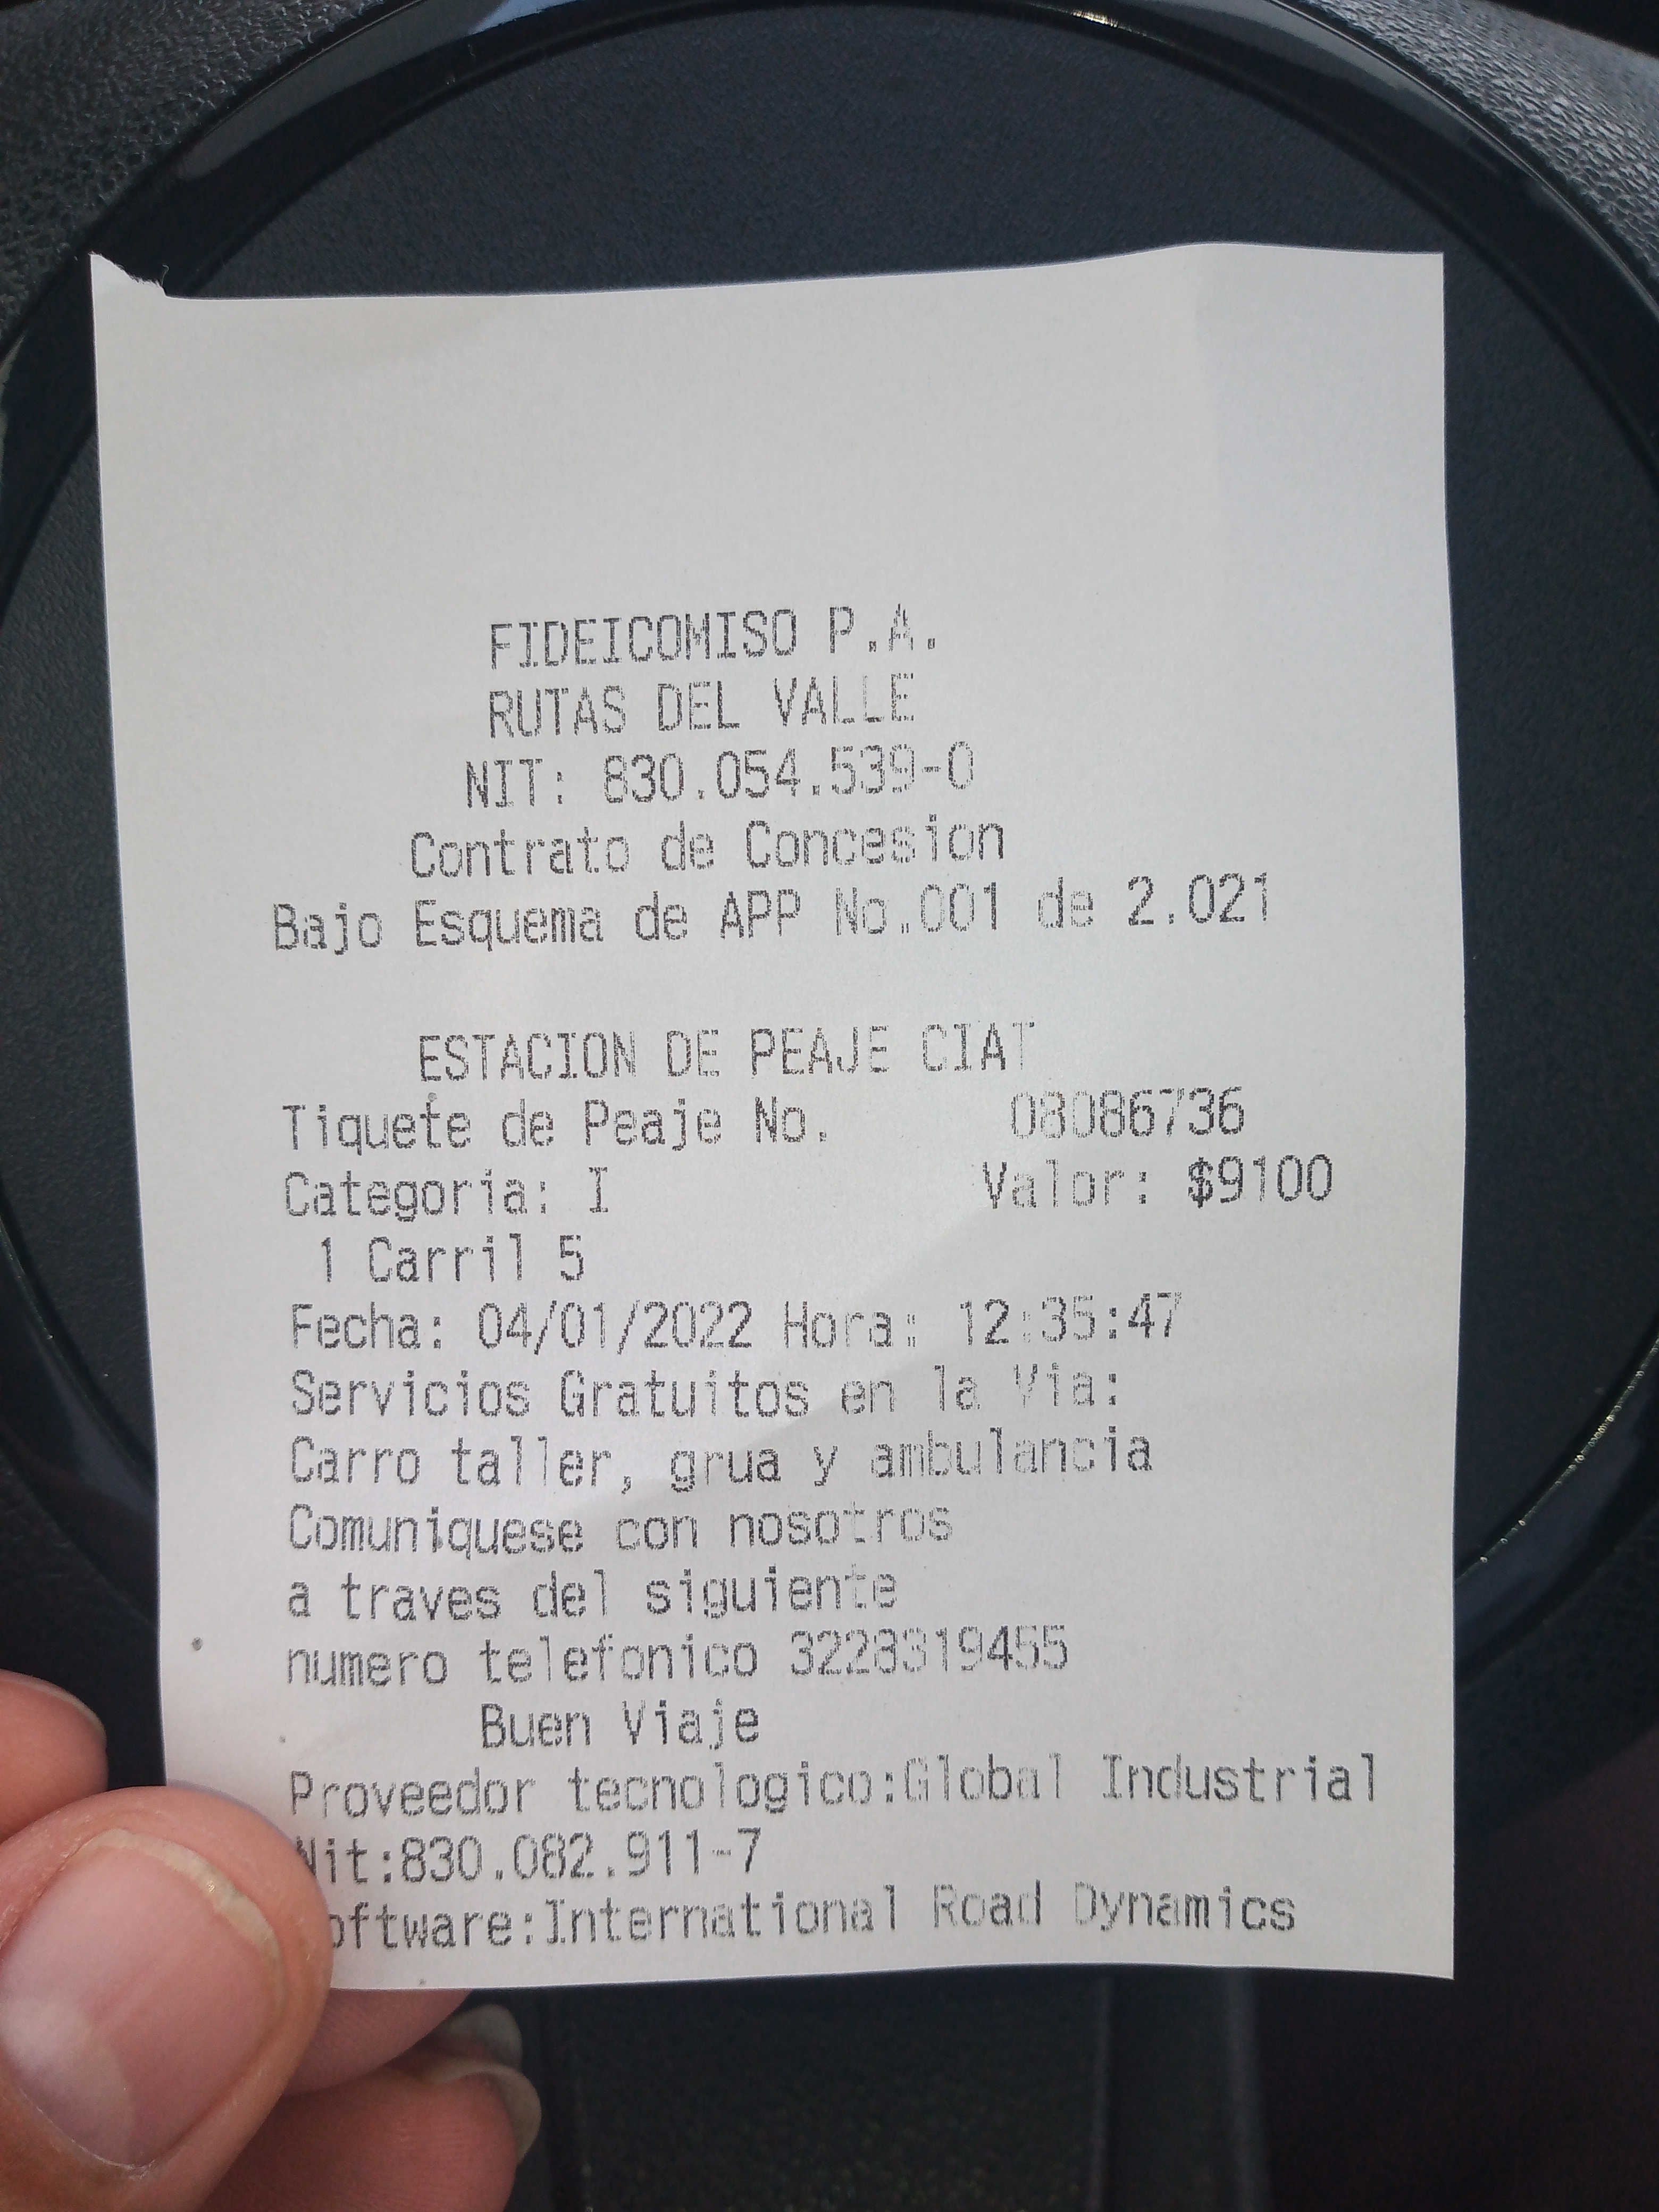 FIDEICOMISO P.A.
RUTAS DEL VALLE
NIT: 830.054.539-0
Contrato de Concesion
Bajo Esquema de APP No.001 de 2.021
ESTACION DE PEAJE CIAT
Tiquete de Peaje No. 08086736
Categoria: I Valor: $9100
1 Carril 5
Fecha: 04/01/2022 Hora: 12:35:47
Servicios Gratuitos en la Via:
Carro taller, grua y ambulancia
Comuniquese con nosotros
a traves del siguiente
numero telefonico 3228319455
Buen Viaje
Proveedor tecnologico:Global Industrial
Nit:830.082.911-7
oftware:International Road Dynamics